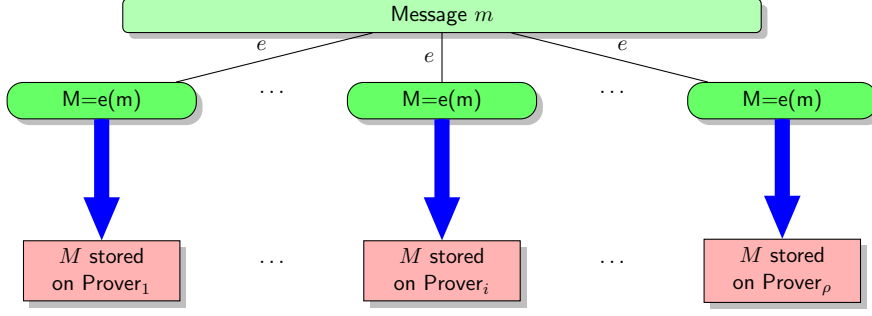 Message m
e e e
M=e(m) … M=e(m) … M=e(m)
M stored … M stored … M stored
on Prover₁ on Proverᵢ on Proverᵨ